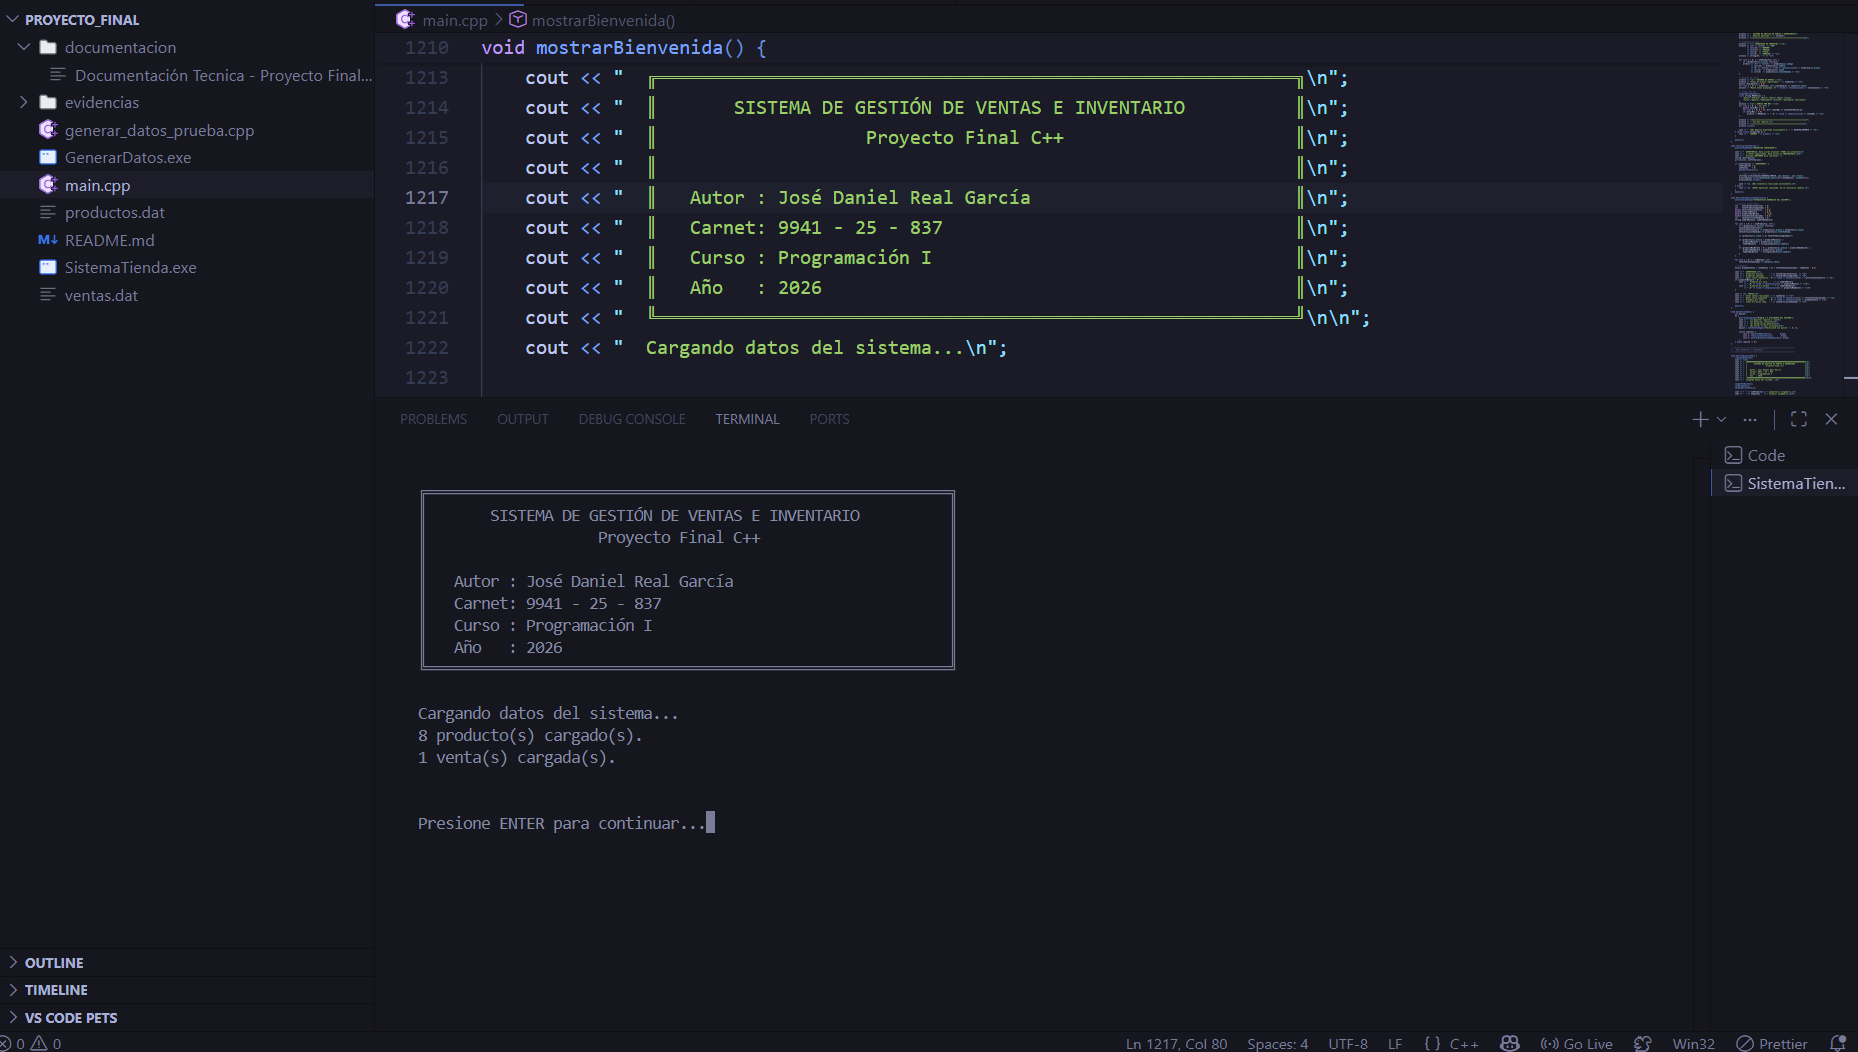 PROYECTO_FINAL
documentacion
Documentación Tecnica - Proyecto Final...
evidencias
generar_datos_prueba.cpp
GenerarDatos.exe
main.cpp
productos.dat
README.md
SistemaTienda.exe
ventas.dat
OUTLINE
TIMELINE
VS CODE PETS
main.cpp > mostrarBienvenida()
1210 void mostrarBienvenida() {
1213 cout << " ╔═══════════════════════════════════════════════════════════╗\n";
1214 cout << " ║ SISTEMA DE GESTIÓN DE VENTAS E INVENTARIO ║\n";
1215 cout << " ║ Proyecto Final C++ ║\n";
1216 cout << " ║ ║\n";
1217 cout << " ║ Autor : José Daniel Real García ║\n";
1218 cout << " ║ Carnet: 9941 - 25 - 837 ║\n";
1219 cout << " ║ Curso : Programación I ║\n";
1220 cout << " ║ Año : 2026 ║\n";
1221 cout << " ╚═══════════════════════════════════════════════════════════╝\n\n";
1222 cout << " Cargando datos del sistema...\n";
1223
PROBLEMS OUTPUT DEBUG CONSOLE TERMINAL PORTS
Code
SistemaTien...
SISTEMA DE GESTIÓN DE VENTAS E INVENTARIO
Proyecto Final C++
Autor : José Daniel Real García
Carnet: 9941 - 25 - 837
Curso : Programación I
Año : 2026
Cargando datos del sistema...
8 producto(s) cargado(s).
1 venta(s) cargada(s).
Presione ENTER para continuar...
0 0 Ln 1217, Col 80 Spaces: 4 UTF-8 LF { } C++ Go Live Win32 Prettier